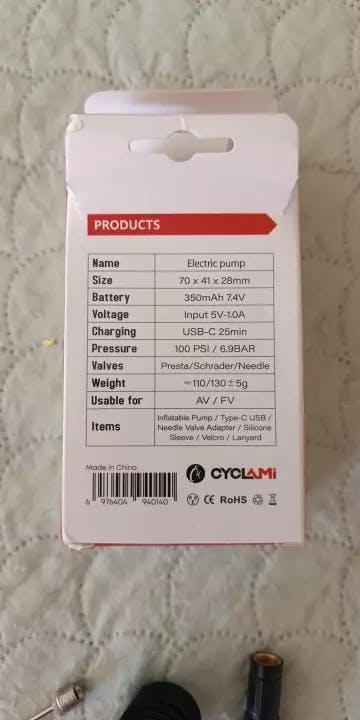 PRODUCTS
Name Electric pump
Size 70 x 41 x 28mm
Battery 350mAh 7.4V
Voltage Input 5V-1.0A
Charging USB-C 25min
Pressure 100 PSI / 6.9BAR
Valves Presta/Schrader/Needle
Weight ≈110/130±5g
Usable for AV / FV
Items Inflatable Pump / Type-C USB /
Needle Valve Adapter / Silicone
Sleeve / Velcro / Lanyard
Made in China
CYCLAMI
6 976404 940140
CE RoHS